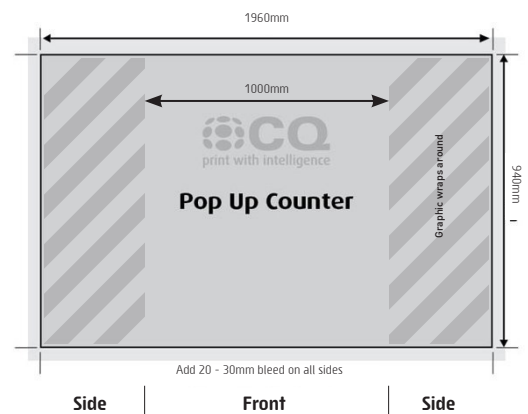 1960mm
1000mm
CQ
print with intelligence
Pop Up Counter
Graphic wraps around
940mm
Add 20 - 30mm bleed on all sides
Side
Front
Side